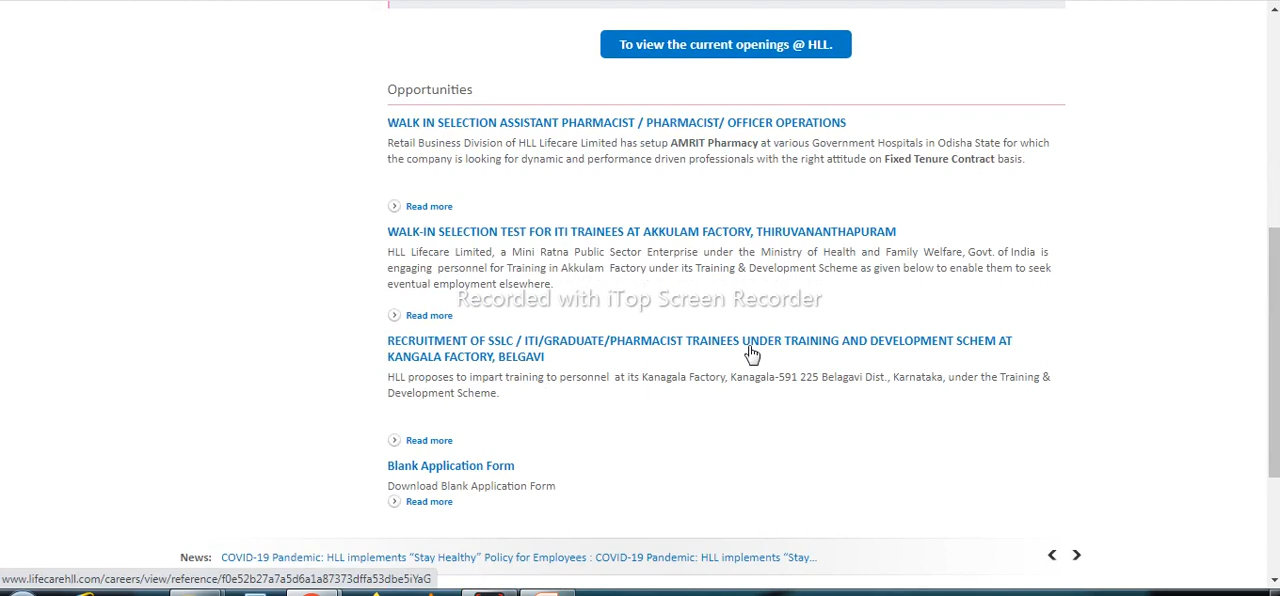 To view the current openings @ HLL.
Opportunities
WALK IN SELECTION ASSISTANT PHARMACIST / PHARMACIST/ OFFICER OPERATIONS
Retail Business Division of HLL Lifecare Limited has setup AMRIT Pharmacy at various Government Hospitals in Odisha State for which
the company is looking for dynamic and performance driven professionals with the right attitude on Fixed Tenure Contract basis.
Read more
WALK-IN SELECTION TEST FOR ITI TRAINEES AT AKKULAM FACTORY, THIRUVANANTHAPURAM
HLL Lifecare Limited, a Mini Ratna Public Sector Enterprise under the Ministry of Health and Family Welfare, Govt. of India is
engaging personnel for Training in Akkulam Factory under its Training & Development Scheme as given below to enable them to seek
eventual employment elsewhere.
Recorded with iTop Screen Recorder
Read more
RECRUITMENT OF SSLC / ITI/GRADUATE/PHARMACIST TRAINEES UNDER TRAINING AND DEVELOPMENT SCHEM AT
KANGALA FACTORY, BELGAVI
HLL proposes to impart training to personnel at its Kanagala Factory, Kanagala-591 225 Belagavi Dist., Karnataka, under the Training &
Development Scheme.
Read more
Blank Application Form
Download Blank Application Form
Read more
News: COVID-19 Pandemic: HLL implements “Stay Healthy” Policy for Employees : COVID-19 Pandemic: HLL implements “Stay...
www.lifecarehll.com/careers/view/reference/f0e52b27a7a5d6a1a87373dffa53dbe5iYaG